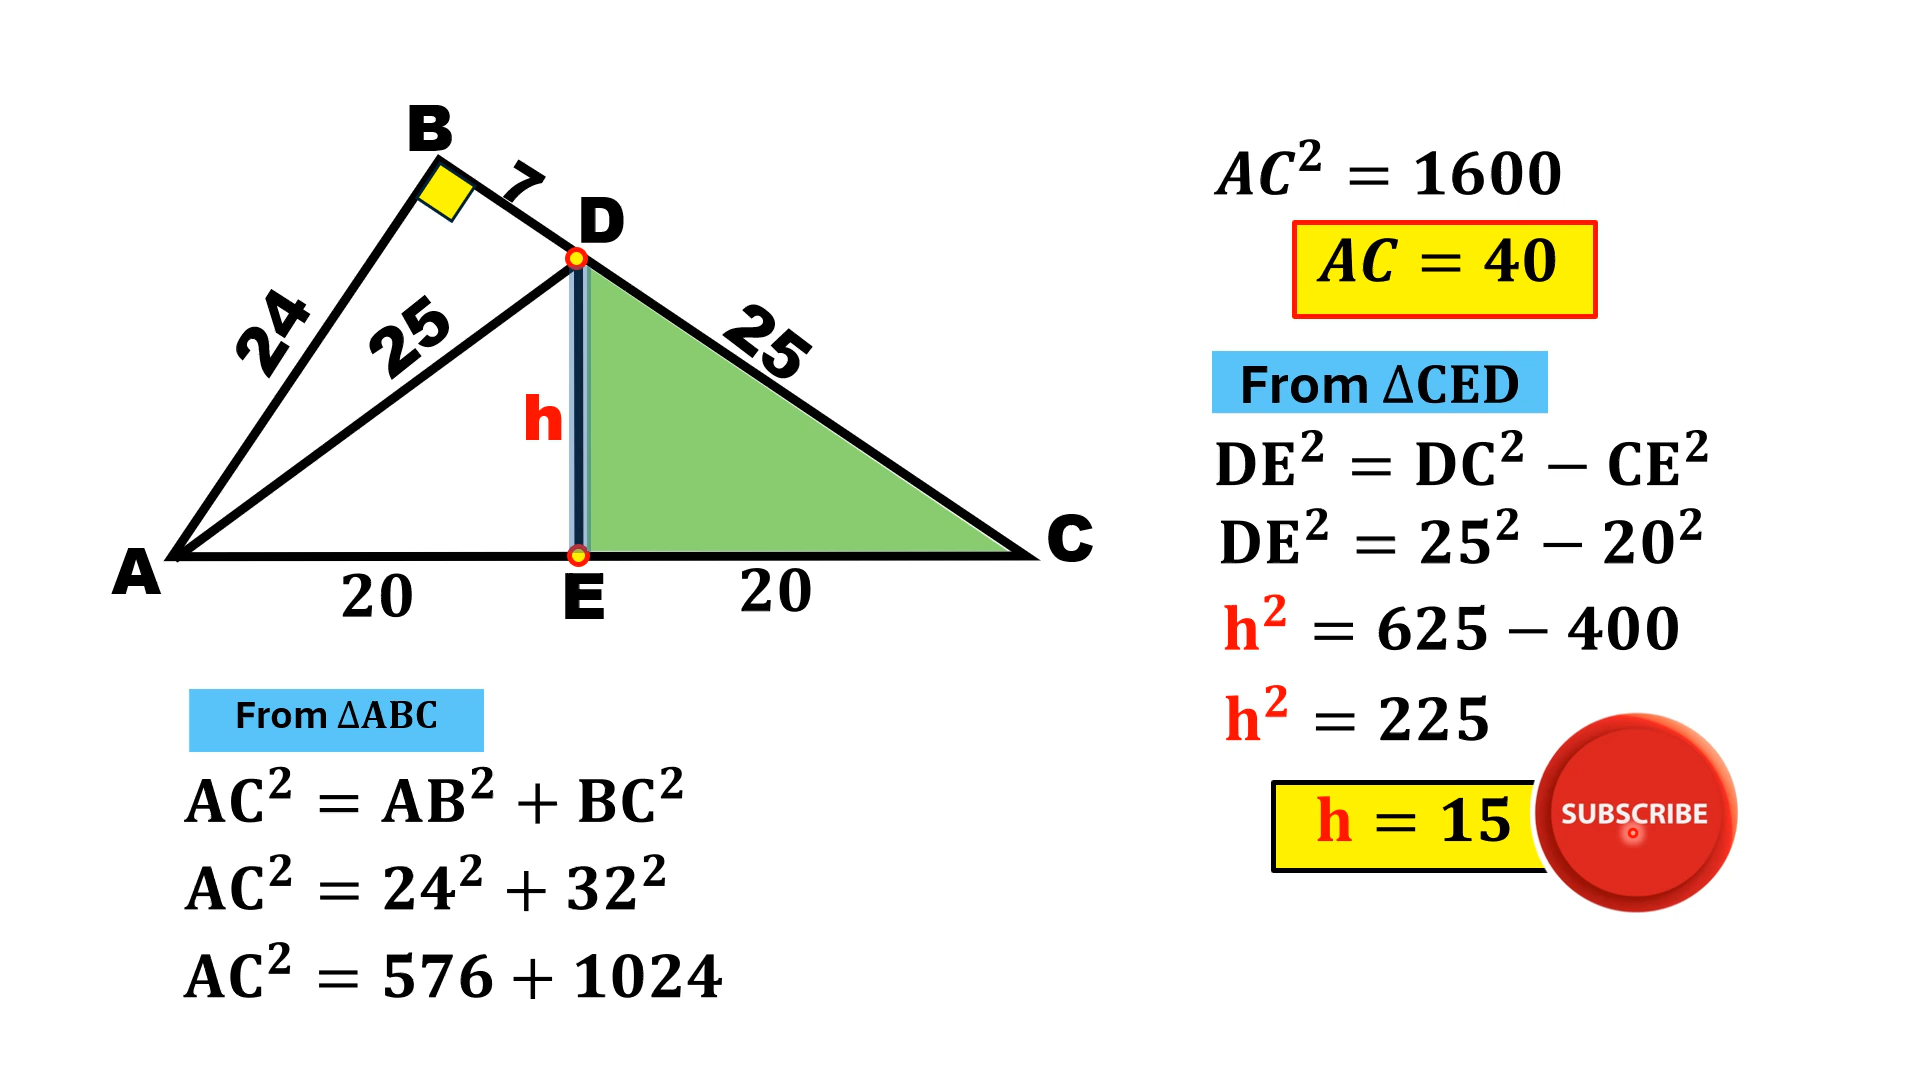 B
7
D
24
25
25
h
A
C
20
E
20
From ΔABC
AC² = AB² + BC²
AC² = 24² + 32²
AC² = 576 + 1024
AC² = 1600
AC = 40
From ΔCED
DE² = DC² − CE²
DE² = 25² − 20²
h² = 625 − 400
h² = 225
h = 15
SUBSCRIBE